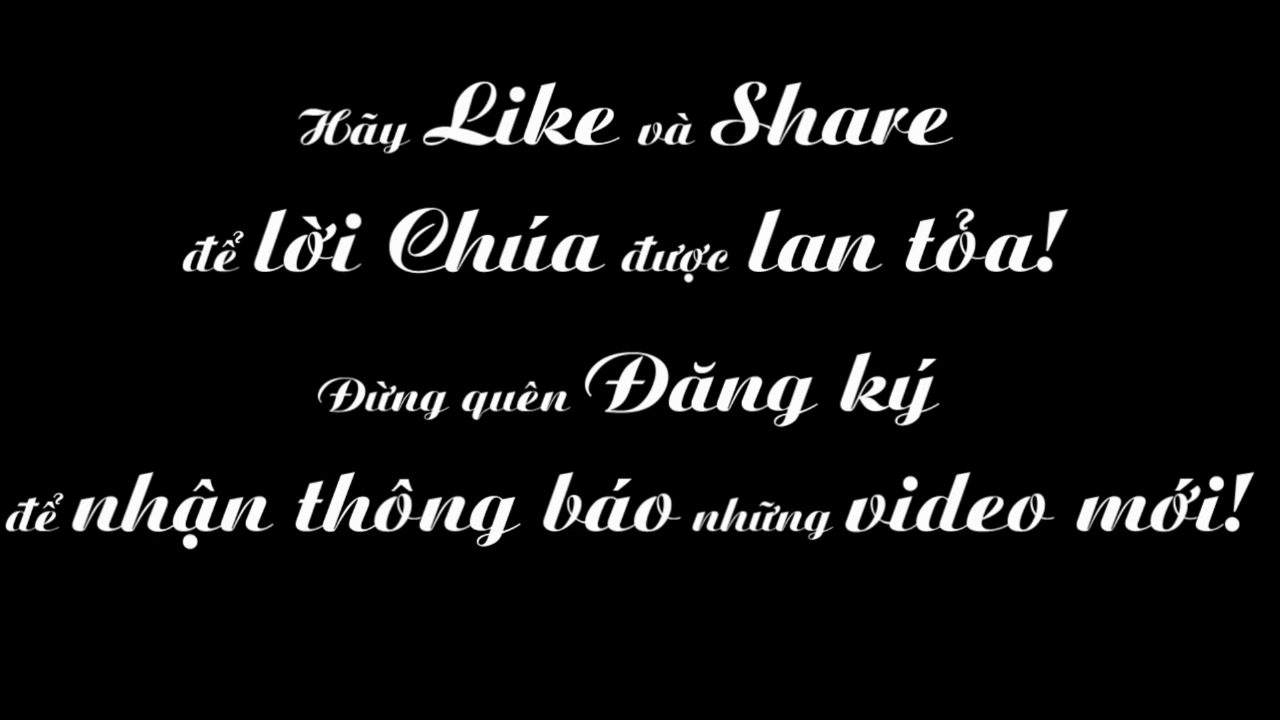 Hãy Like và Share
để lời Chúa được lan tỏa!
Đừng quên Đăng ký
để nhận thông báo những video mới!